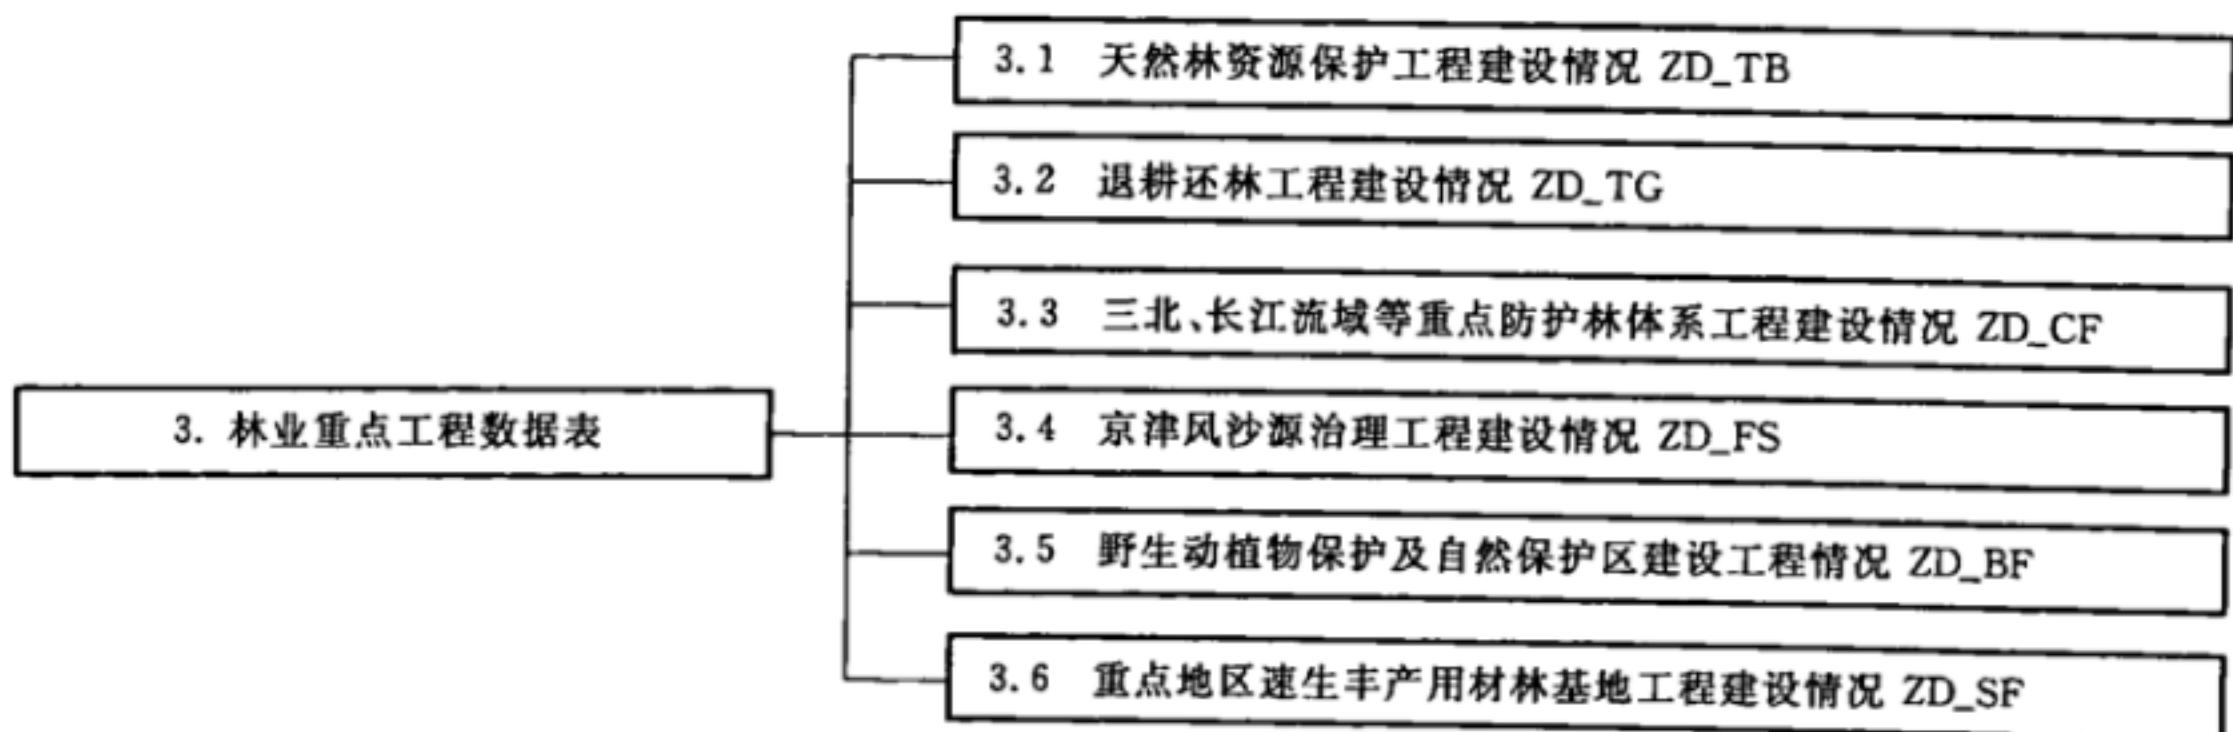 3.1 天然林资源保护工程建设情况 ZD_TB
3.2 退耕还林工程建设情况 ZD_TG
3.3 三北、长江流域等重点防护林体系工程建设情况 ZD_CF
3. 林业重点工程数据表
3.4 京津风沙源治理工程建设情况 ZD_FS
3.5 野生动植物保护及自然保护区建设工程情况 ZD_BF
3.6 重点地区速生丰产用材林基地工程建设情况 ZD_SF